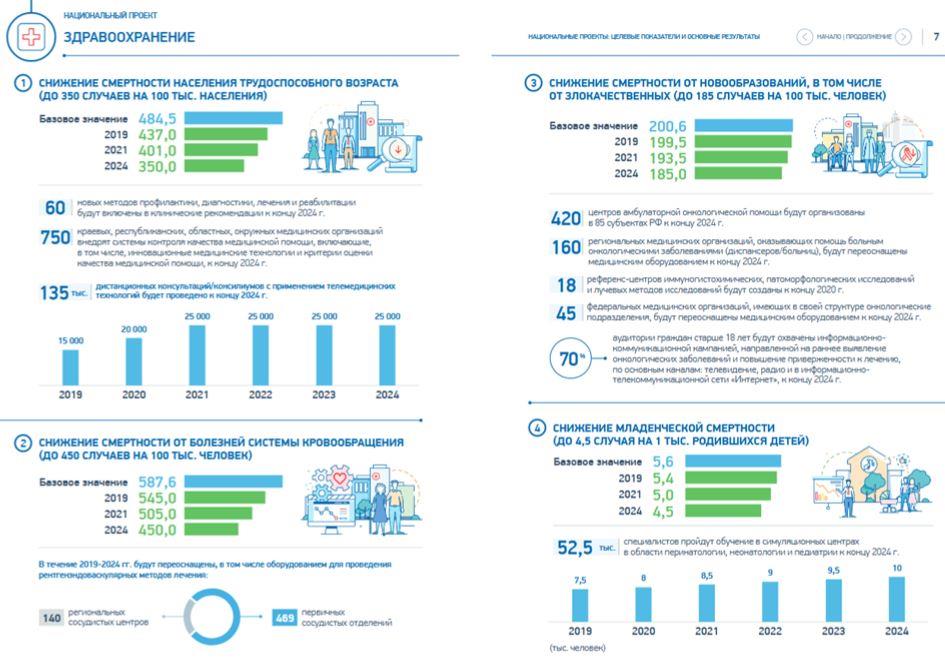 НАЦИОНАЛЬНЫЙ ПРОЕКТ
ЗДРАВООХРАНЕНИЕ
НАЦИОНАЛЬНЫЕ ПРОЕКТЫ: ЦЕЛЕВЫЕ ПОКАЗАТЕЛИ И ОСНОВНЫЕ РЕЗУЛЬТАТЫ
НАЧАЛО | ПРОДОЛЖЕНИЕ
7
1 СНИЖЕНИЕ СМЕРТНОСТИ НАСЕЛЕНИЯ ТРУДОСПОСОБНОГО ВОЗРАСТА
(ДО 350 СЛУЧАЕВ НА 100 ТЫС. НАСЕЛЕНИЯ)
Базовое значение 484,5
2019 437,0
2021 401,0
2024 350,0
60 новых методов профилактики, диагностики, лечения и реабилитации
будут включены в клинические рекомендации к концу 2024 г.
750 краевых, республиканских, областных, окружных медицинских организаций
внедрят системы контроля качества медицинской помощи, включающие,
в том числе, инновационные медицинские технологии и критерии оценки
качества медицинской помощи, к концу 2024 г.
135 тыс. дистанционных консультаций/консилиумов с применением телемедицинских
технологий будет проведено к концу 2024 г.
15 000 20 000 25 000 25 000 25 000 25 000
2019 2020 2021 2022 2023 2024
2 СНИЖЕНИЕ СМЕРТНОСТИ ОТ БОЛЕЗНЕЙ СИСТЕМЫ КРОВООБРАЩЕНИЯ
(ДО 450 СЛУЧАЕВ НА 100 ТЫС. ЧЕЛОВЕК)
Базовое значение 587,6
2019 545,0
2021 505,0
2024 450,0
В течение 2019-2024 гг. будут переоснащены, в том числе оборудованием для проведения
рентгенэндоваскулярных методов лечения:
140 региональных
сосудистых центров
469 первичных
сосудистых отделений
3 СНИЖЕНИЕ СМЕРТНОСТИ ОТ НОВООБРАЗОВАНИЙ, В ТОМ ЧИСЛЕ
ОТ ЗЛОКАЧЕСТВЕННЫХ (ДО 185 СЛУЧАЕВ НА 100 ТЫС. ЧЕЛОВЕК)
Базовое значение 200,6
2019 199,5
2021 193,5
2024 185,0
420 центров амбулаторной онкологической помощи будут организованы
в 85 субъектах РФ к концу 2024 г.
160 региональных медицинских организаций, оказывающих помощь больным
онкологическими заболеваниями (диспансеров/больниц), будут переоснащены
медицинским оборудованием к концу 2024 г.
18 референс-центров иммуногистохимических, патоморфологических исследований
и лучевых методов исследований будут созданы к концу 2020 г.
45 федеральных медицинских организаций, имеющих в своей структуре онкологические
подразделения, будут переоснащены медицинским оборудованием к концу 2024 г.
70% аудитории граждан старше 18 лет будут охвачены информационно-
коммуникационной кампанией, направленной на раннее выявление
онкологических заболеваний и повышение приверженности к лечению,
по основным каналам: телевидение, радио и в информационно-
телекоммуникационной сети «Интернет», к концу 2024 г.
4 СНИЖЕНИЕ МЛАДЕНЧЕСКОЙ СМЕРТНОСТИ
(ДО 4,5 СЛУЧАЯ НА 1 ТЫС. РОДИВШИХСЯ ДЕТЕЙ)
Базовое значение 5,6
2019 5,4
2021 5,0
2024 4,5
52,5 тыс. специалистов пройдут обучение в симуляционных центрах
в области перинатологии, неонатологии и педиатрии к концу 2024 г.
7,5 8 8,5 9 9,5 10
2019 2020 2021 2022 2023 2024
(тыс. человек)